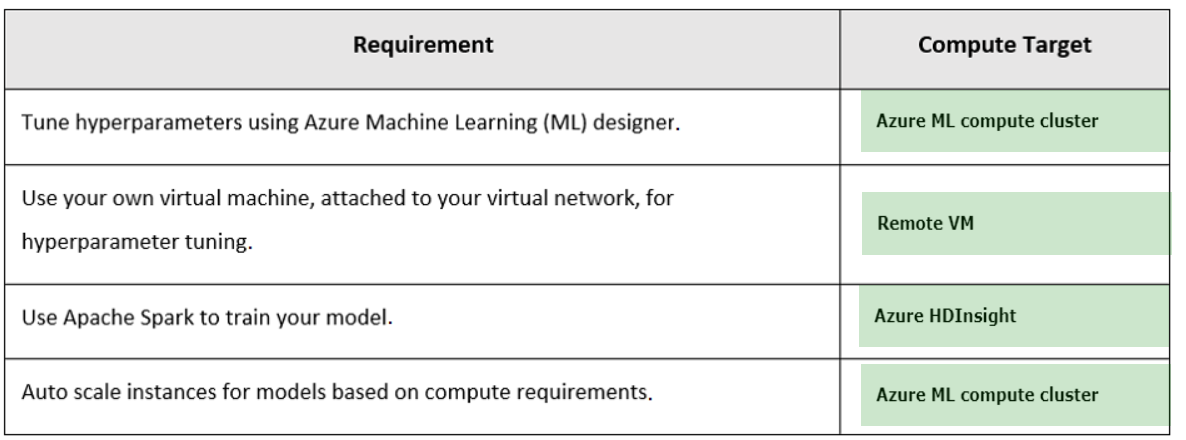 Requirement
Compute Target
Tune hyperparameters using Azure Machine Learning (ML) designer.
Azure ML compute cluster
Use your own virtual machine, attached to your virtual network, for
hyperparameter tuning.
Remote VM
Use Apache Spark to train your model.
Azure HDInsight
Auto scale instances for models based on compute requirements.
Azure ML compute cluster